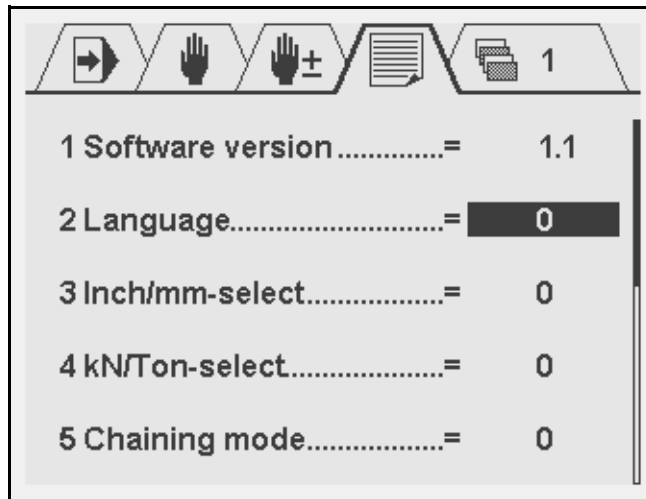 1
1 Software version..............= 1.1
2 Language..........................= 0
3 Inch/mm-select.................= 0
4 kN/Ton-select...................= 0
5 Chaining mode.................= 0